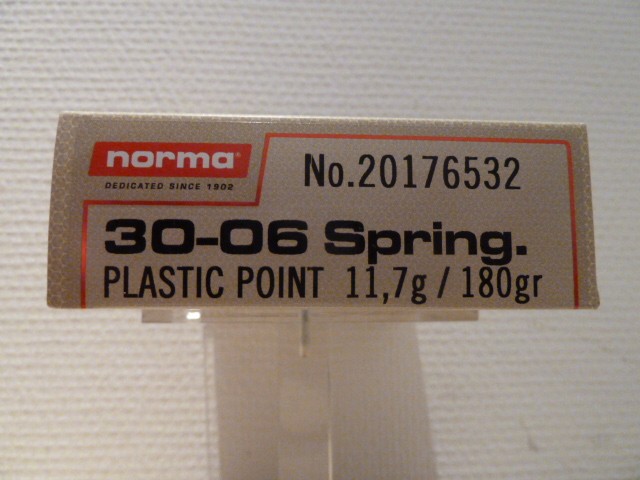 norma
DEDICATED SINCE 1902
No.20176532
30-06 Spring.
PLASTIC POINT 11,7g / 180gr